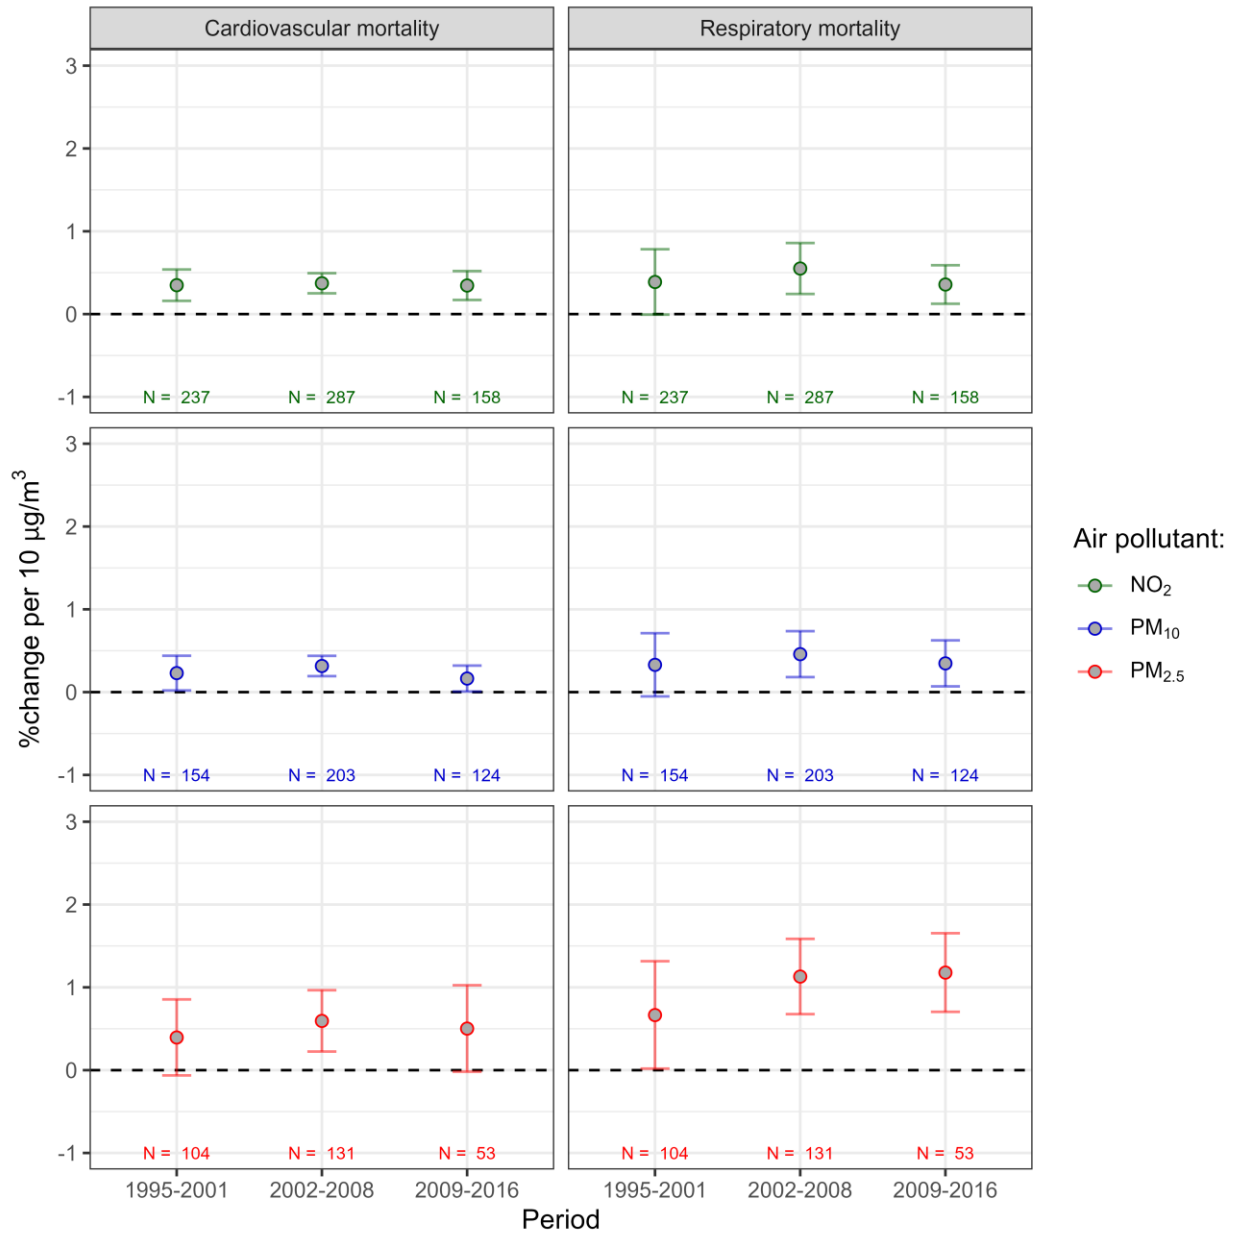 Cardiovascular mortality
Respiratory mortality
%change per 10 µg/m³
3
2
1
0
-1
N = 237
N = 287
N = 158
N = 237
N = 287
N = 158
3
2
1
0
-1
N = 154
N = 203
N = 124
N = 154
N = 203
N = 124
3
2
1
0
-1
N = 104
N = 131
N = 53
N = 104
N = 131
N = 53
1995-2001
2002-2008
2009-2016
1995-2001
2002-2008
2009-2016
Period
Air pollutant:
NO₂
PM₁₀
PM₂.₅